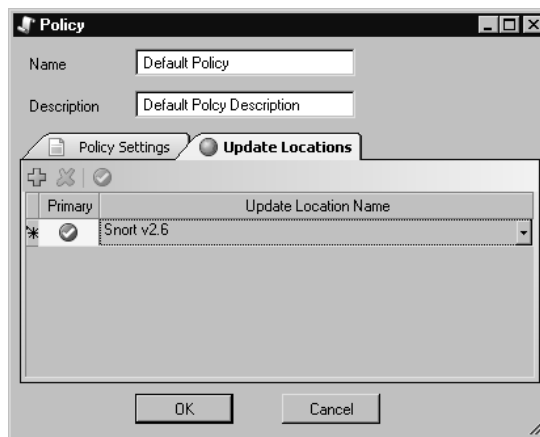 Policy
Name Default Policy
Description Default Polcy Description
Policy Settings Update Locations
Primary Update Location Name
Snort v2.6
OK Cancel